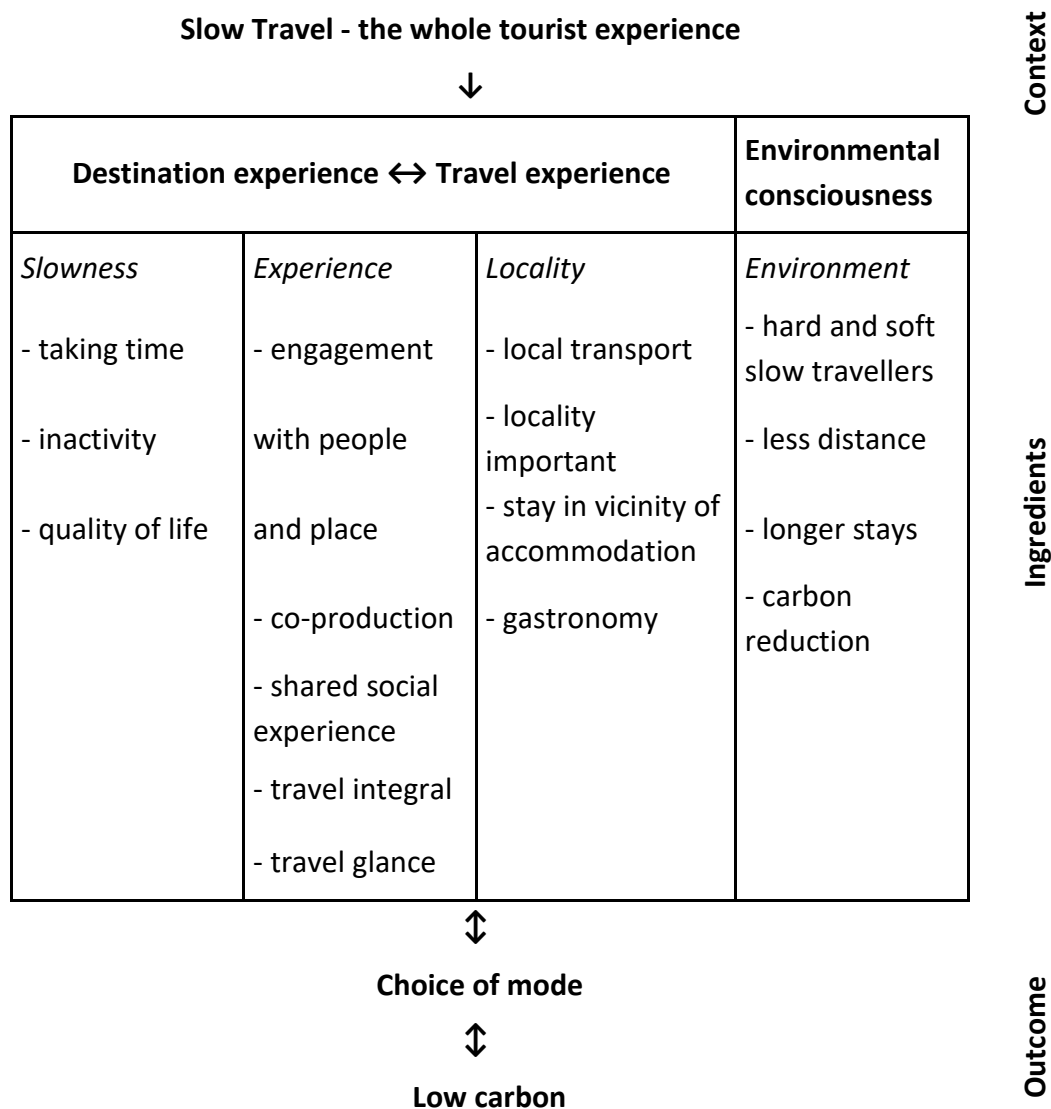 Slow Travel - the whole tourist experience
↓
Context
Destination experience ↔ Travel experience
Environmental
consciousness
Slowness
- taking time
- inactivity
- quality of life
Experience
- engagement
with people
and place
- co-production
- shared social
experience
- travel integral
- travel glance
Locality
- local transport
- locality
important
- stay in vicinity of
accommodation
- gastronomy
Environment
- hard and soft
slow travellers
- less distance
- longer stays
- carbon
reduction
Ingredients
↕
Choice of mode
↕
Low carbon
Outcome